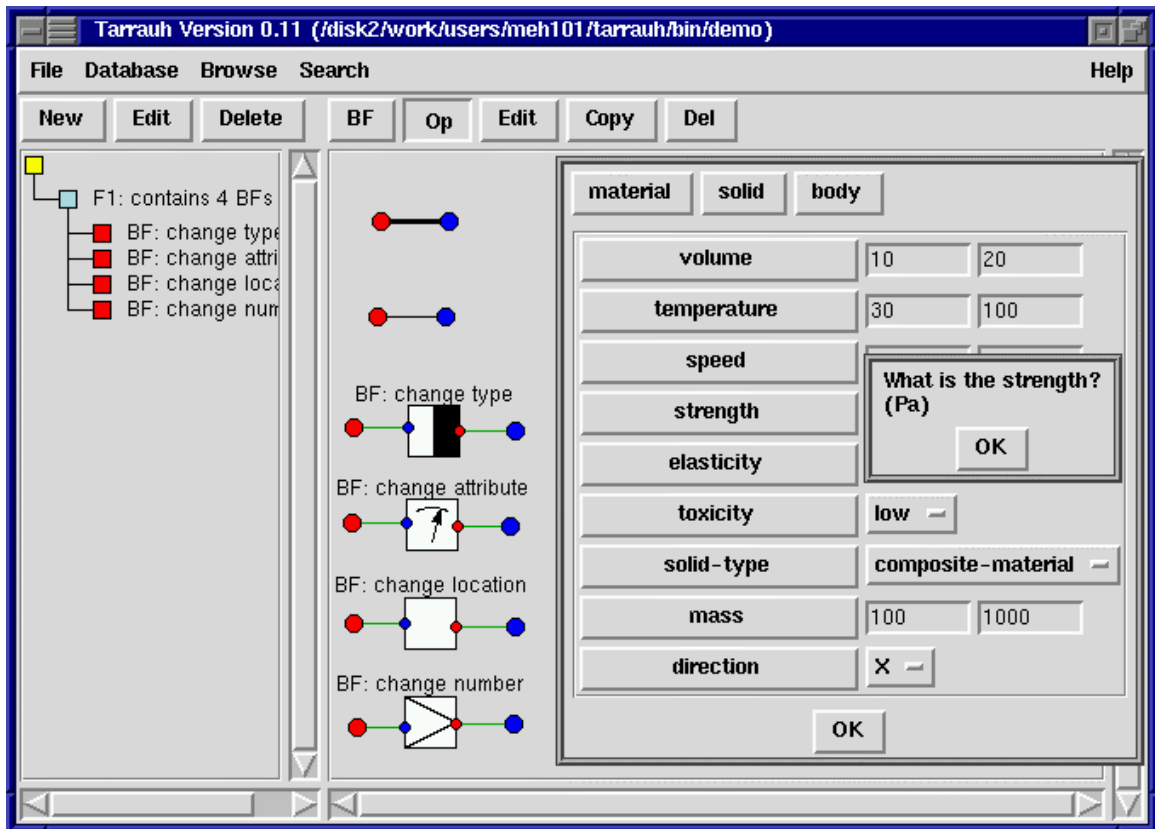 Tarrauh Version 0.11 (/disk2/work/users/meh101/tarrauh/bin/demo)
File Database Browse Search Help
New Edit Delete BF Op Edit Copy Del
F1: contains 4 BFs
BF: change type
BF: change attri
BF: change loca
BF: change num
BF: change type
BF: change attribute
BF: change location
BF: change number
material solid body
volume 10 20
temperature 30 100
speed
strength
elasticity
toxicity low
solid-type composite-material
mass 100 1000
direction X
OK
What is the strength?
(Pa)
OK